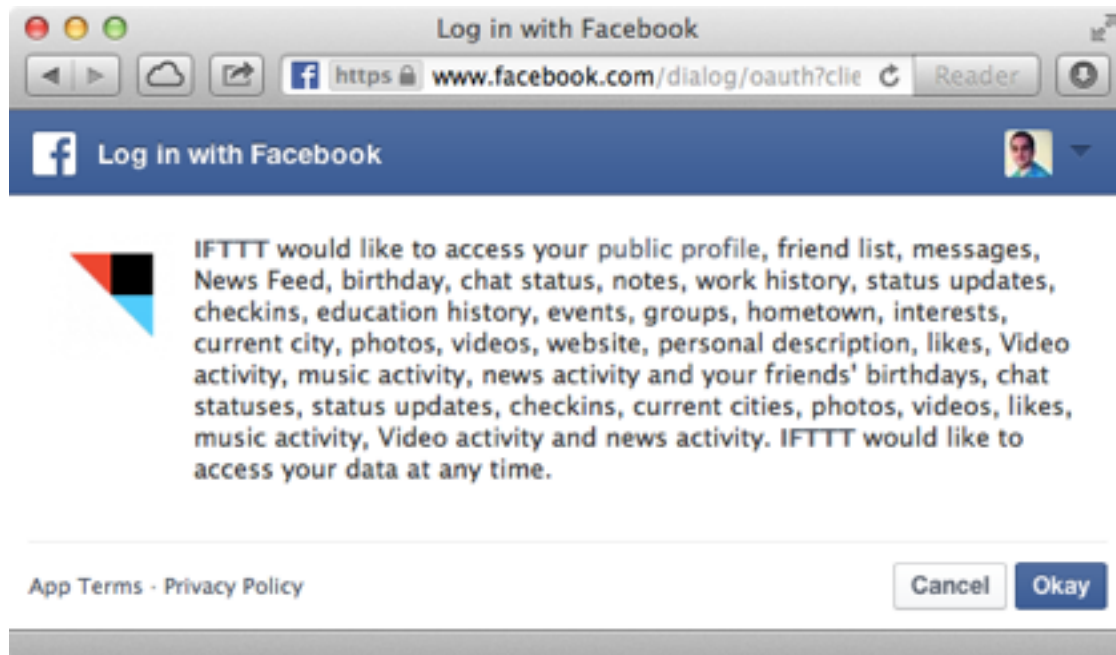 Log in with Facebook
https www.facebook.com/dialog/oauth?clie Reader
Log in with Facebook
IFTTT would like to access your public profile, friend list, messages,
News Feed, birthday, chat status, notes, work history, status updates,
checkins, education history, events, groups, hometown, interests,
current city, photos, videos, website, personal description, likes, Video
activity, music activity, news activity and your friends' birthdays, chat
statuses, status updates, checkins, current cities, photos, videos, likes,
music activity, Video activity and news activity. IFTTT would like to
access your data at any time.
App Terms · Privacy Policy Cancel Okay